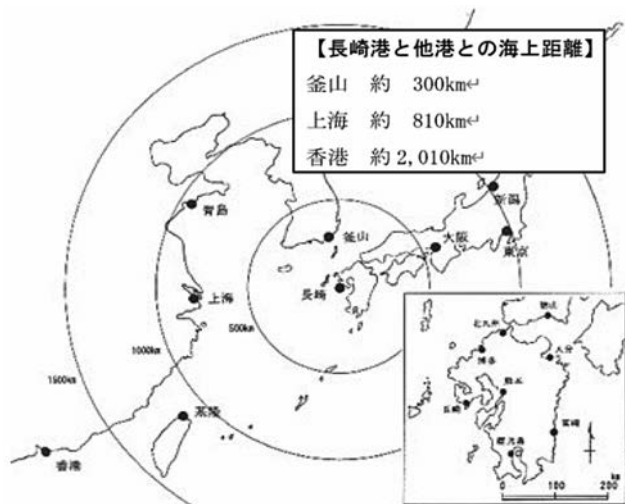 【長崎港と他港との海上距離】
釜山 約 300km↵
上海 約 810km↵
香港 約 2,010km↵
新潟
青島
釜山
大阪
東京
長崎
上海
500km
1000km
1500km
基隆
香港
北九州
博多
大分
熊本
長崎
宮崎
鹿児島
0 100 200
km